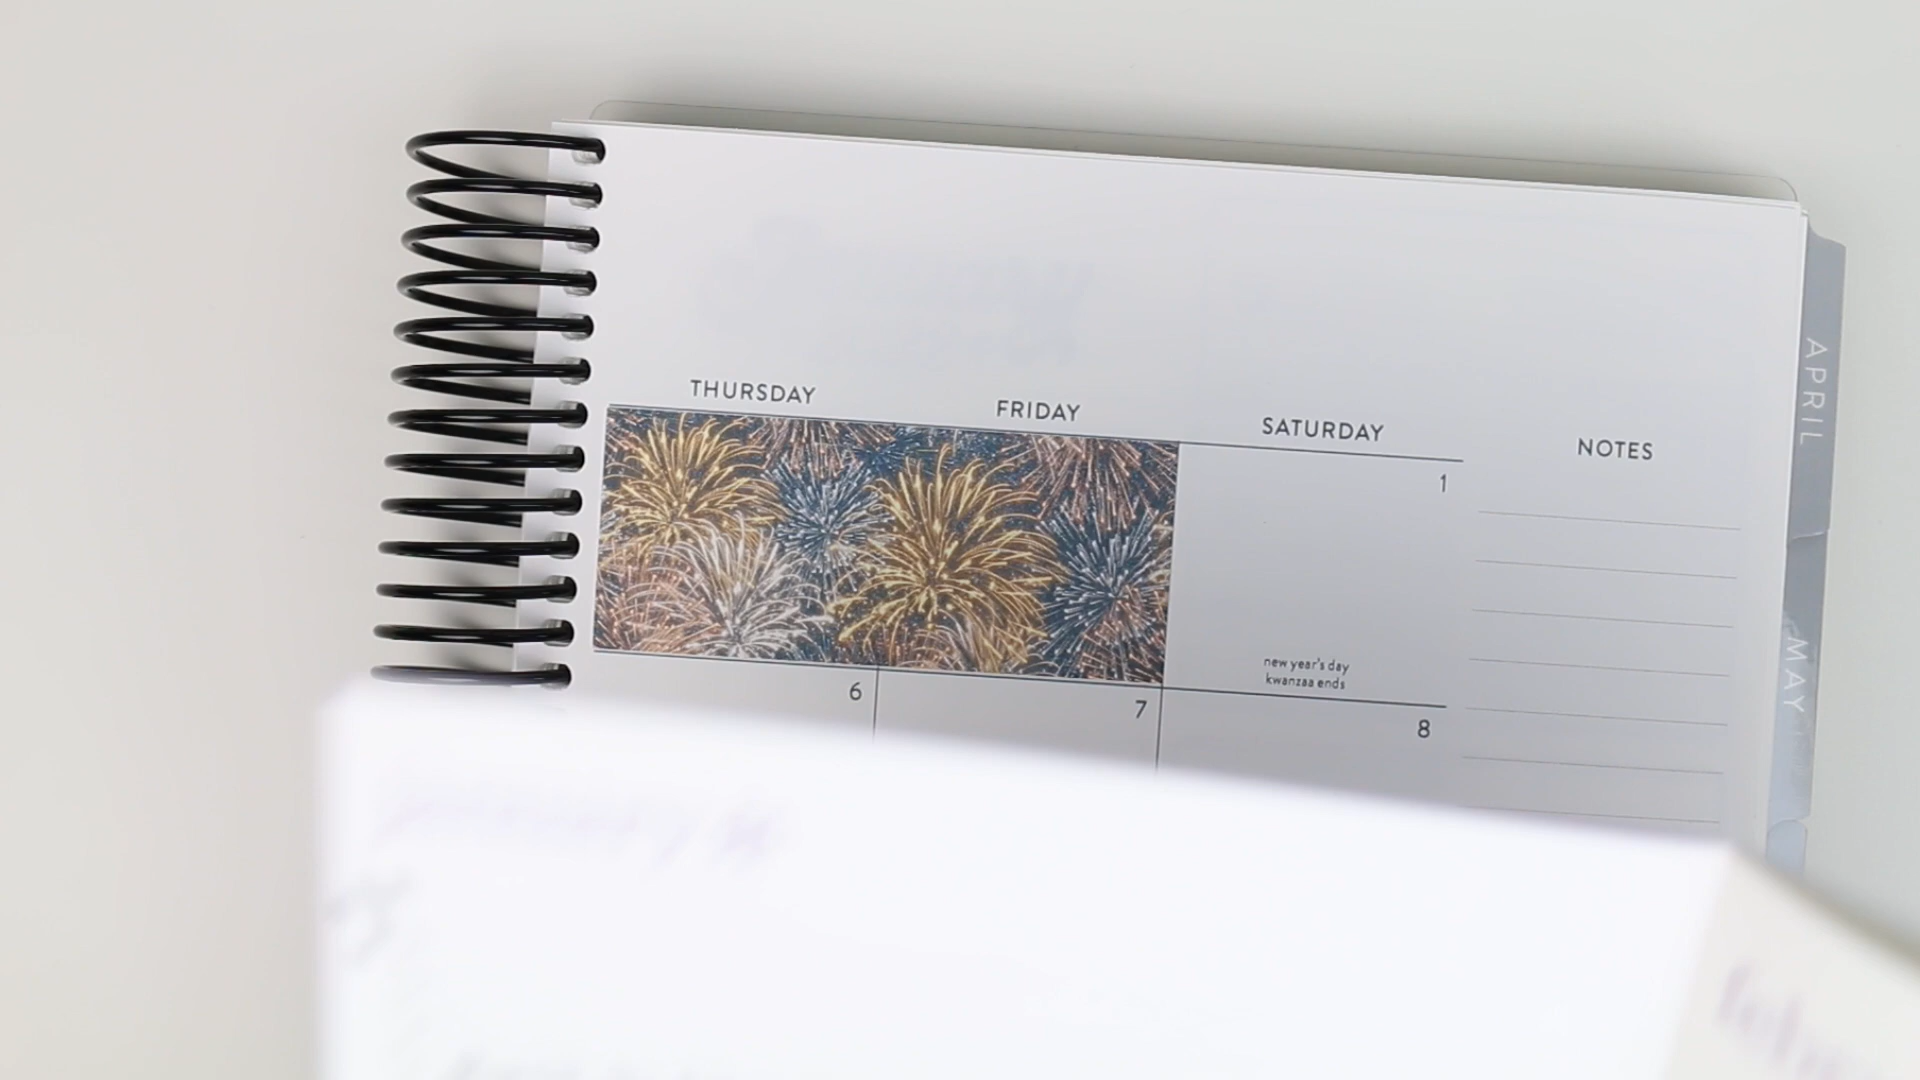 THURSDAY
FRIDAY
SATURDAY
NOTES
1
new year's day
kwanzaa ends
6
7
8
APRIL
MAY